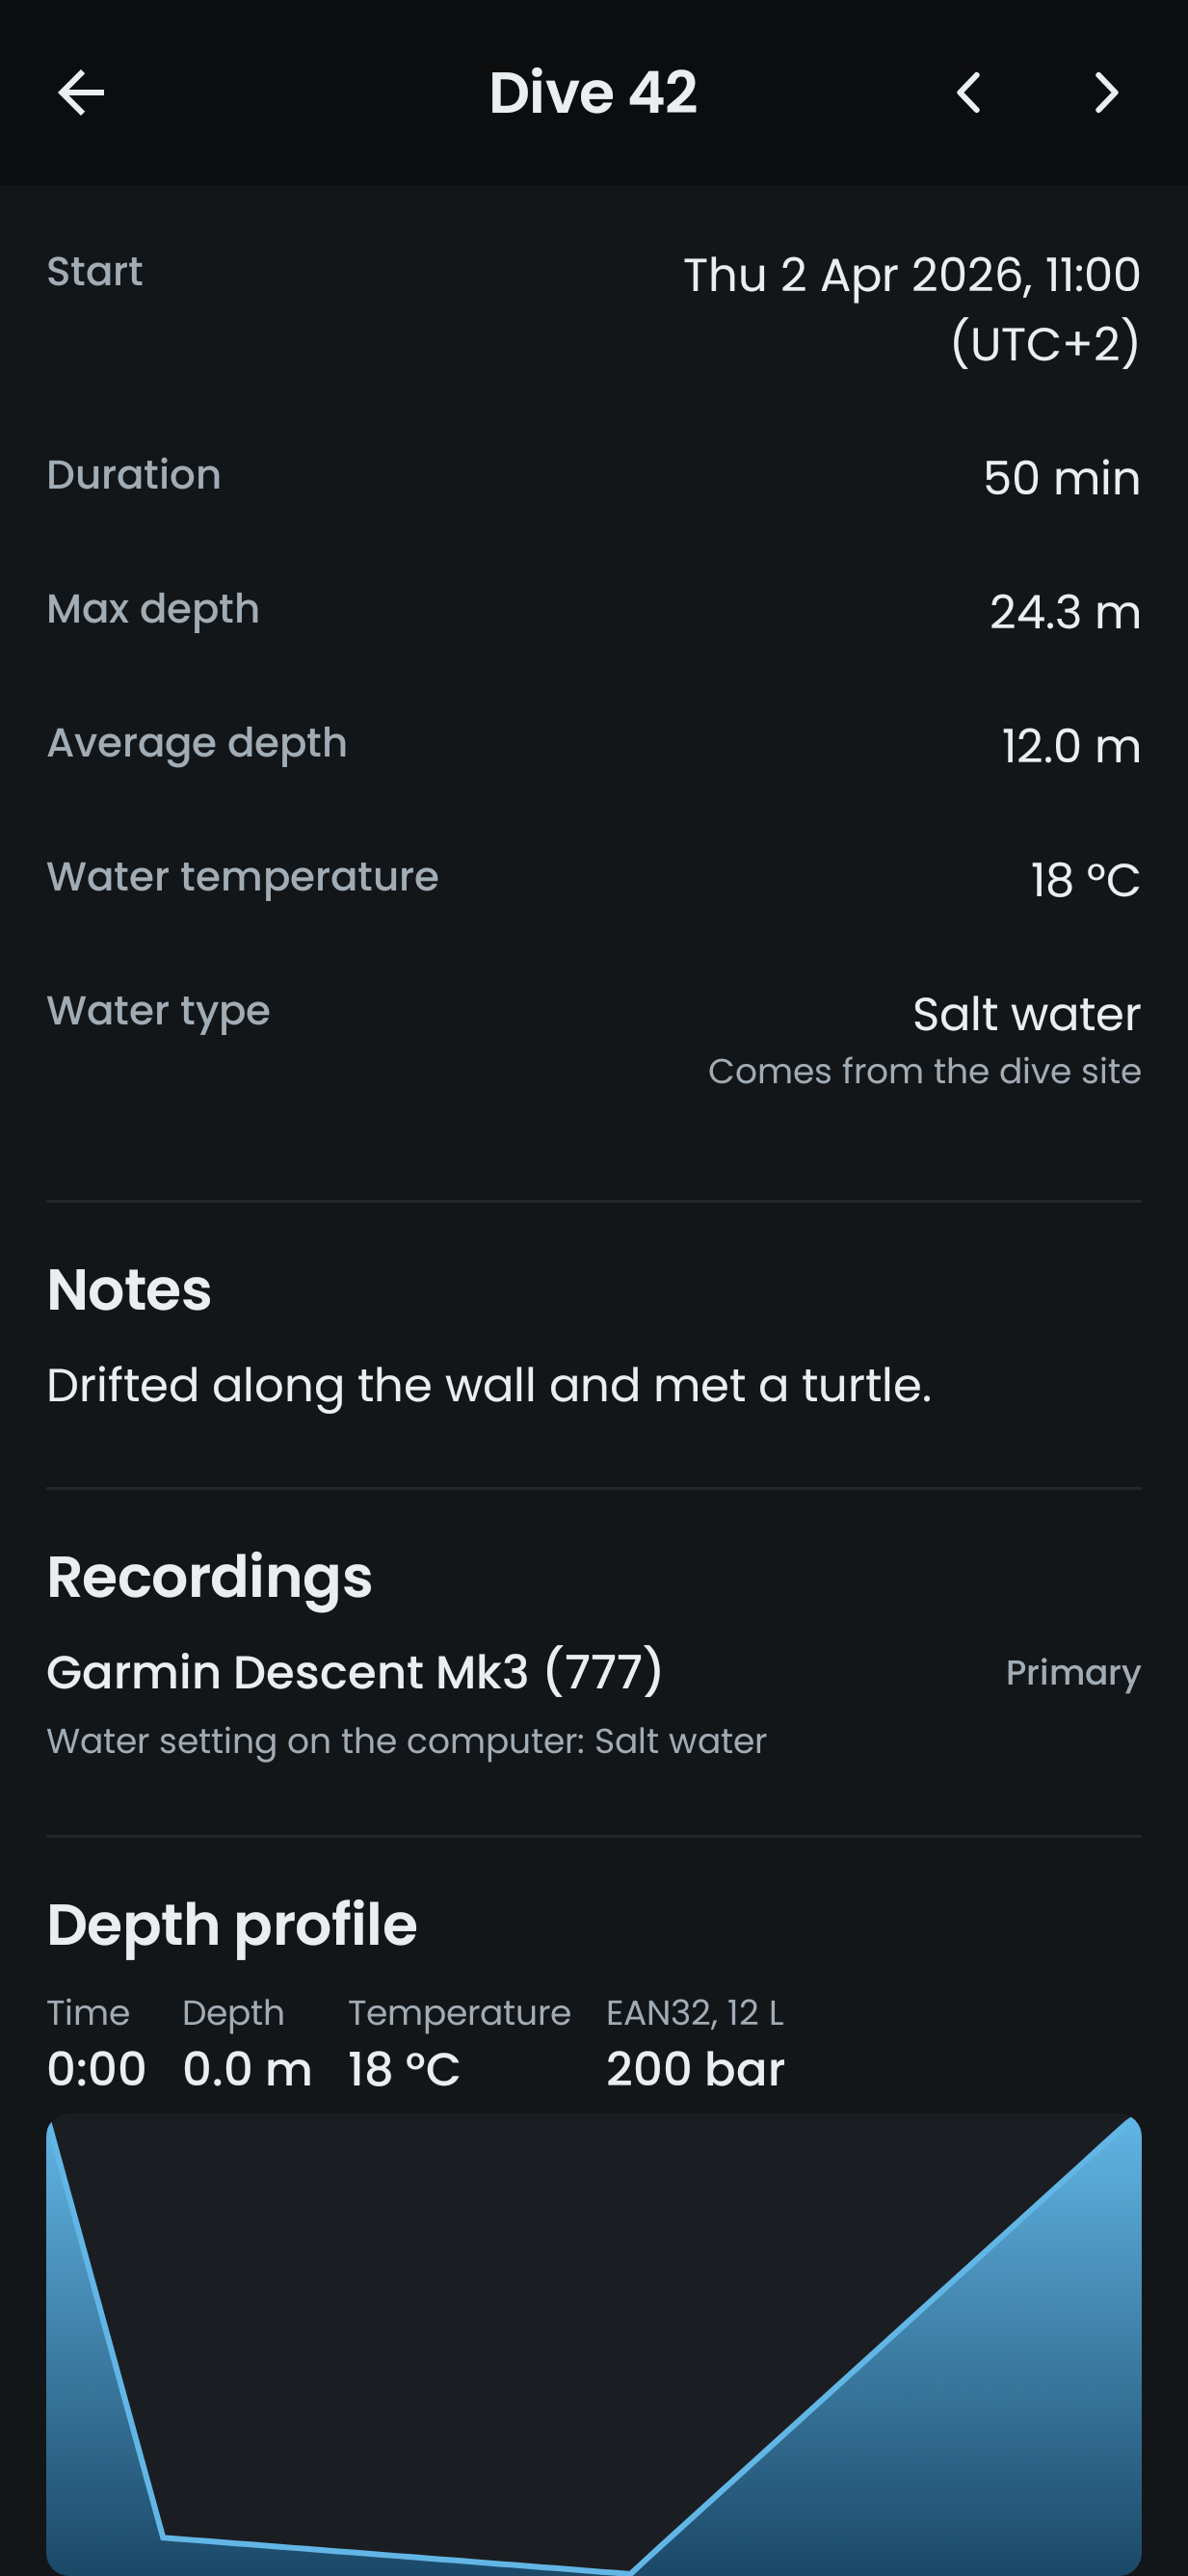 Dive 42
Start
Thu 2 Apr 2026, 11:00
(UTC+2)
Duration
50 min
Max depth
24.3 m
Average depth
12.0 m
Water temperature
18 °C
Water type
Salt water
Comes from the dive site
Notes
Drifted along the wall and met a turtle.
Recordings
Garmin Descent Mk3 (777)
Primary
Water setting on the computer: Salt water
Depth profile
Time Depth Temperature EAN32, 12 L
0:00 0.0 m 18 °C 200 bar